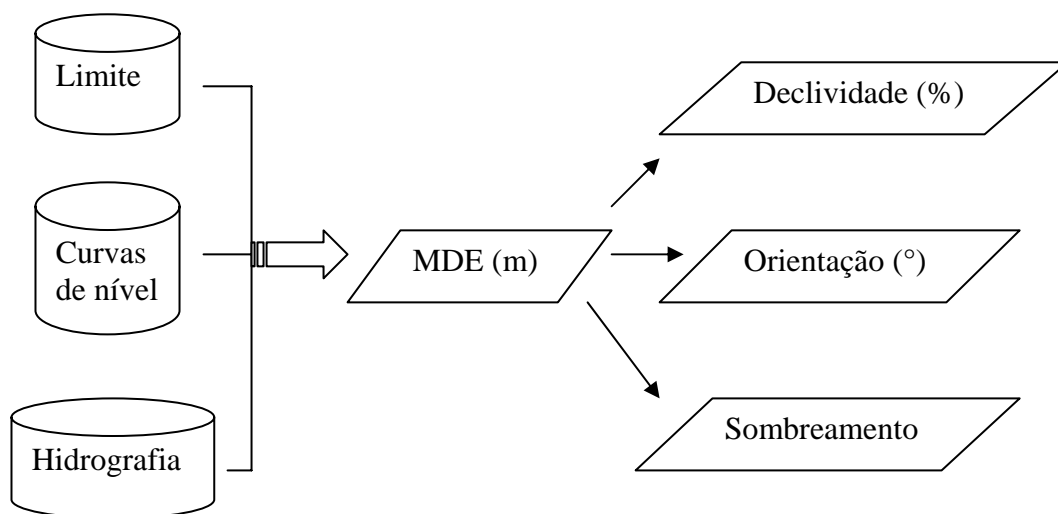 Limite
Curvas
de nível
Hidrografia
MDE (m)
Declividade (%)
Orientação (°)
Sombreamento